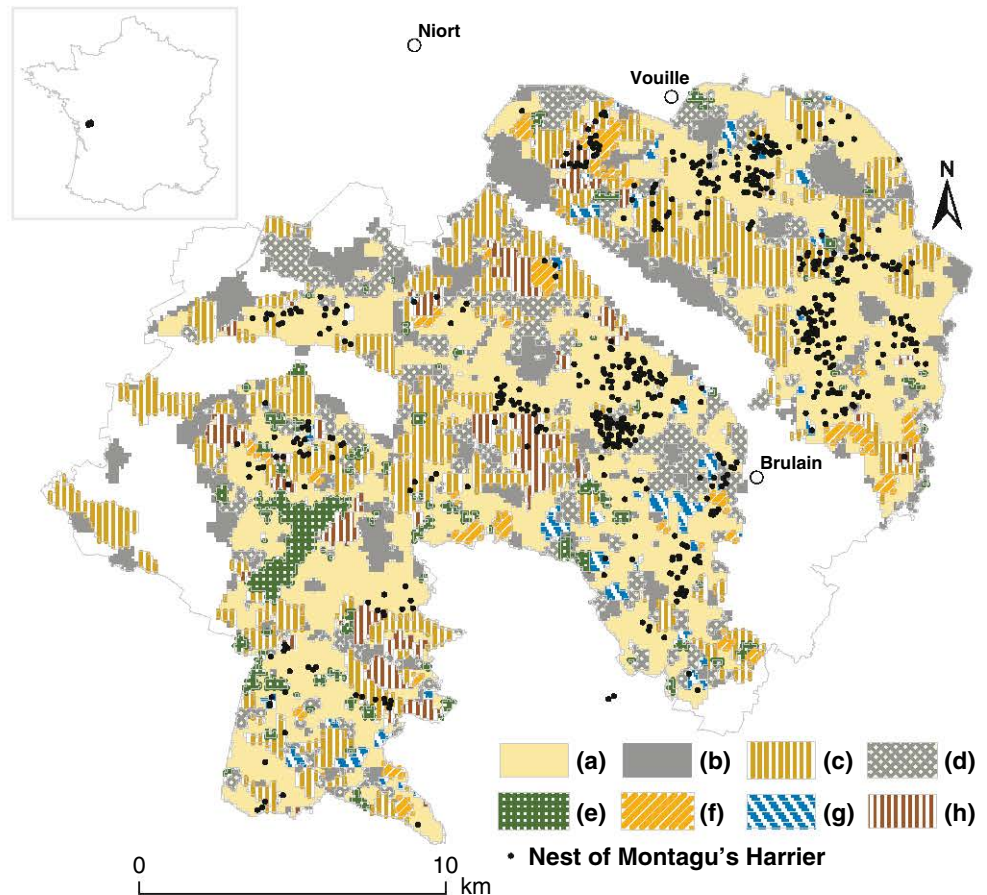 Niort
Vouille
N
Brulain
(a) (b) (c) (d)
(e) (f) (g) (h)
Nest of Montagu's Harrier
0 10
km